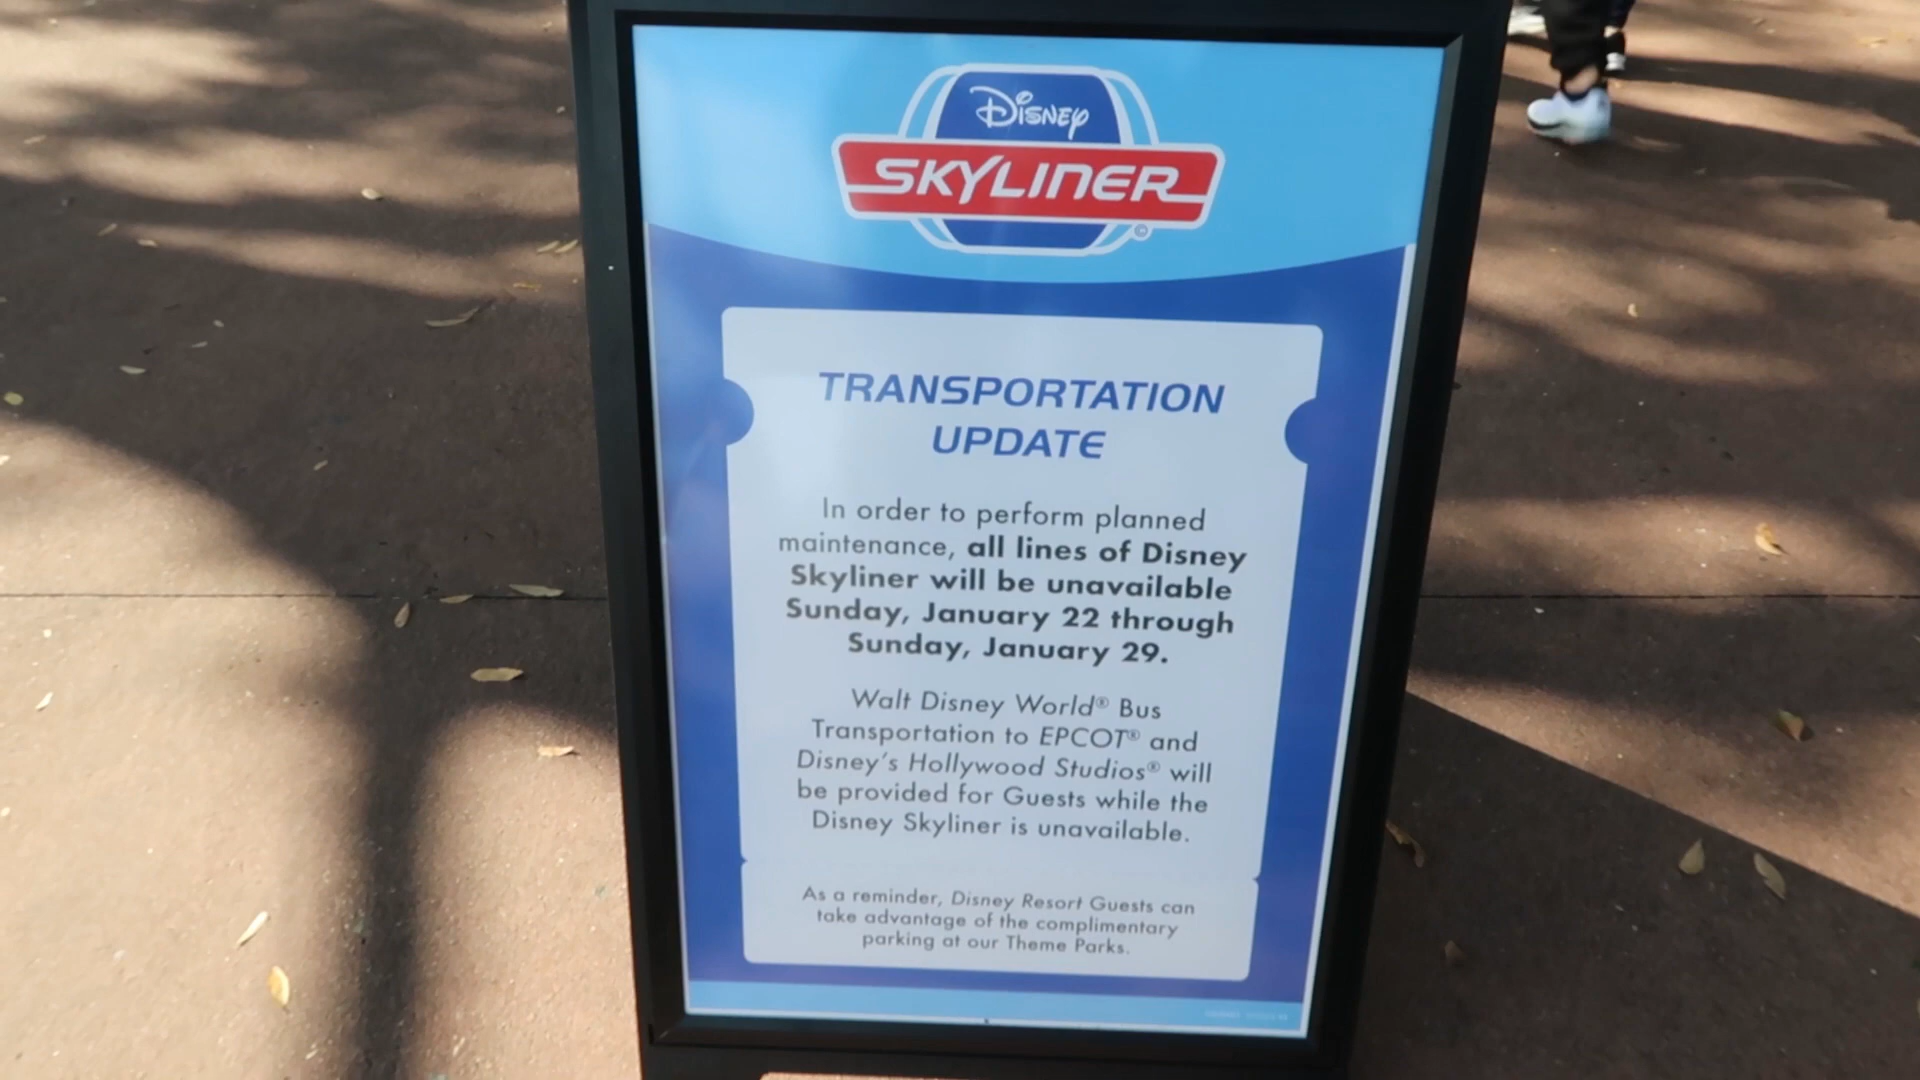 Disney
SKYLINER
©
TRANSPORTATION
UPDATE
In order to perform planned
maintenance, all lines of Disney
Skyliner will be unavailable
Sunday, January 22 through
Sunday, January 29.
Walt Disney World® Bus
Transportation to EPCOT® and
Disney's Hollywood Studios® will
be provided for Guests while the
Disney Skyliner is unavailable.
As a reminder, Disney Resort Guests can
take advantage of the complimentary
parking at our Theme Parks.